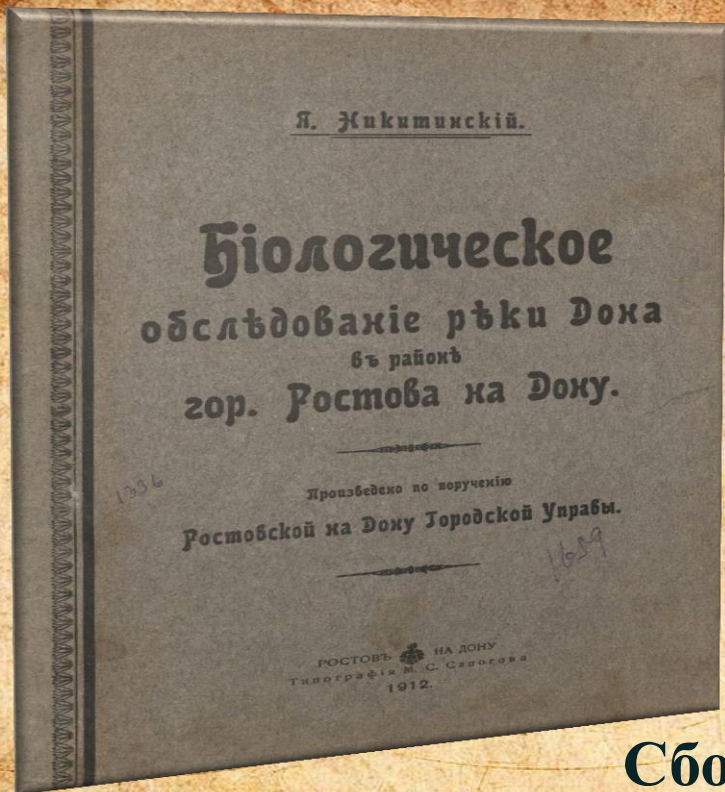 Я. Никитинскій.
Біологическое
обслѣдованіе рѣки Дона
въ районѣ
гор. Ростова на Дону.
1336
Произведено по порученію
Ростовской на Дону Городской Управы.
1659
РОСТОВЪ НА ДОНУ
Типографія М. С. Сапогова
1912.
Сбо